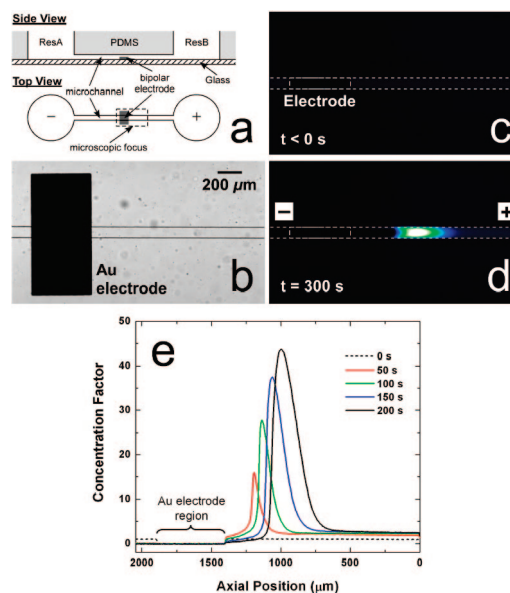 Side View
ResA
PDMS
ResB
Top View
microchannel
bipolar
electrode
Glass
−
+
microscopic focus
a
200 µm
Au
electrode
b
Electrode
t < 0 s
c
−
+
t = 300 s
d
e
50
40
30
20
10
0
Concentration Factor
0 s
50 s
100 s
150 s
200 s
Au electrode
region
2000
1500
1000
500
0
Axial Position (µm)